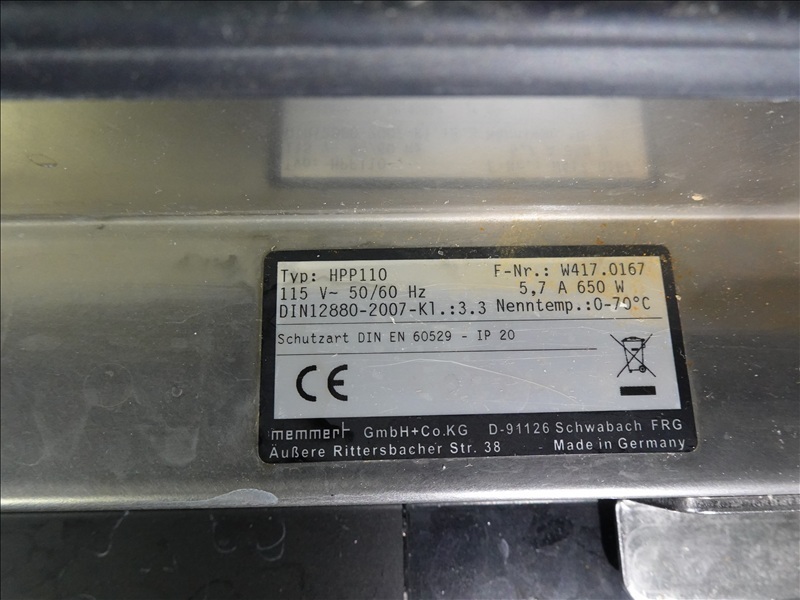 Typ: HPP110 F-Nr.: W417.0167
115 V~ 50/60 Hz 5,7 A 650 W
DIN12880-2007-Kl.:3.3 Nenntemp.:0-70°C
Schutzart DIN EN 60529 - IP 20
CE
memmert GmbH+Co.KG D-91126 Schwabach FRG
Äußere Rittersbacher Str. 38 Made in Germany